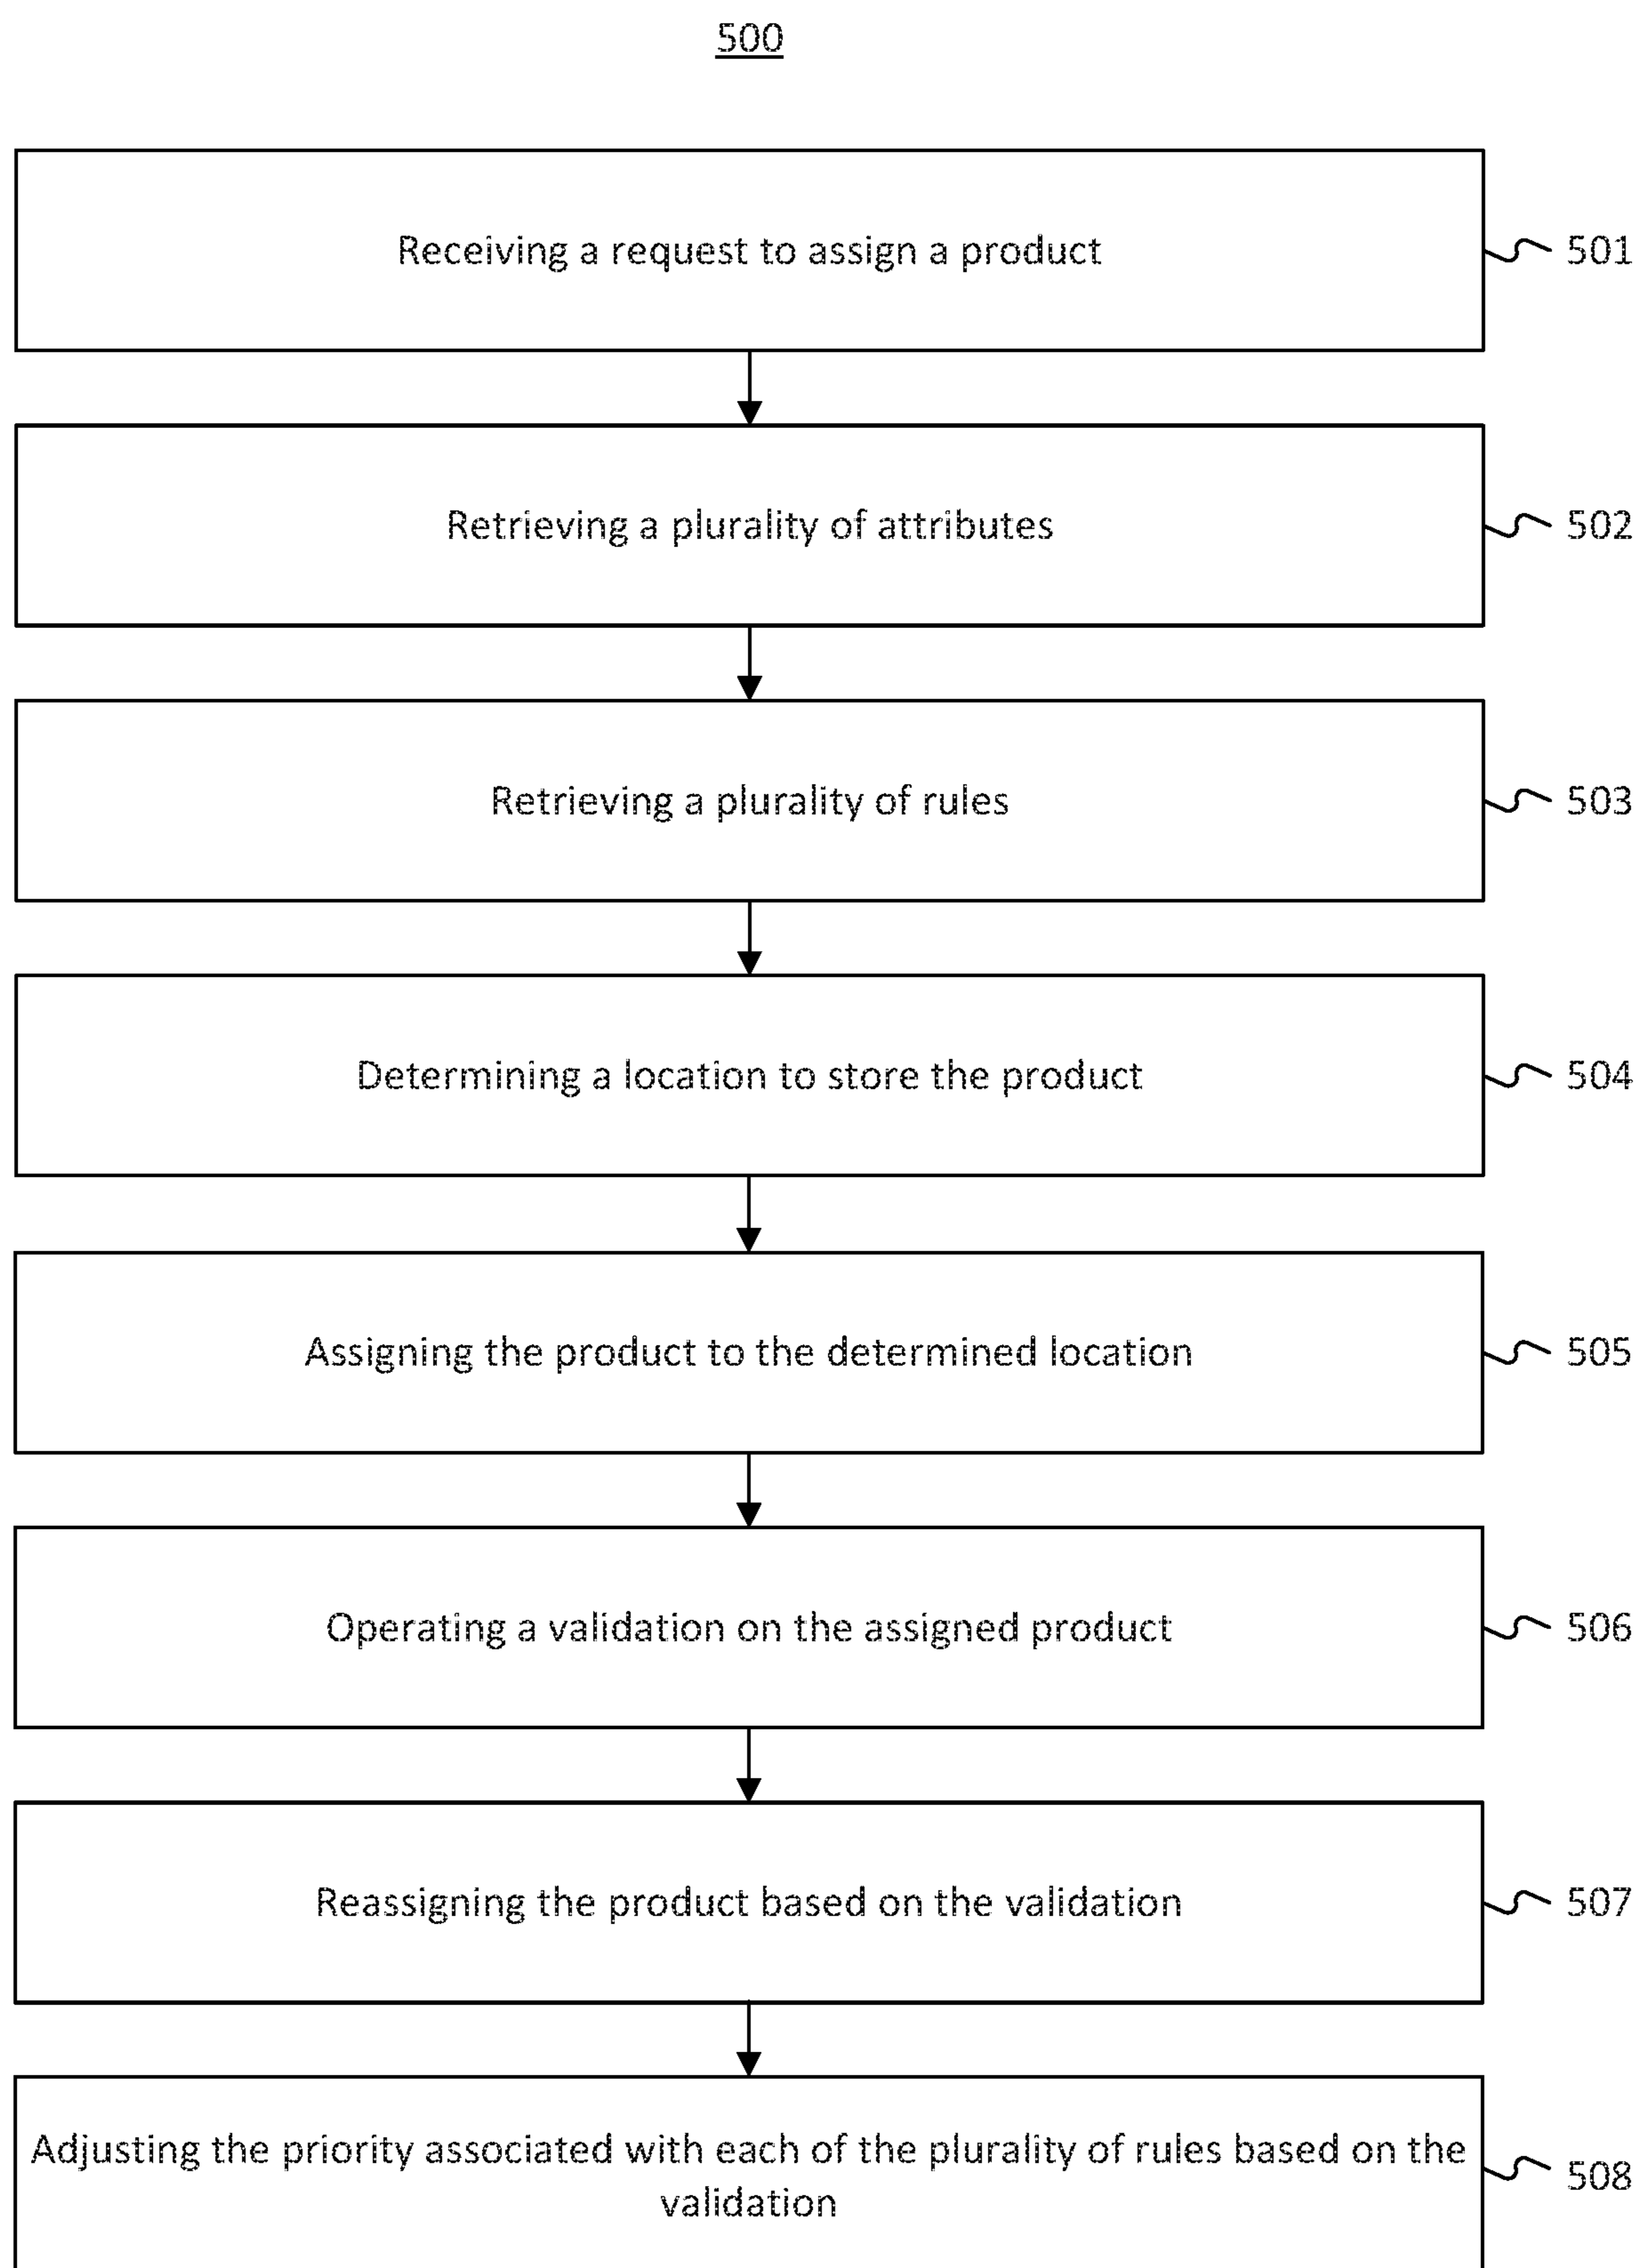 500
Receiving a request to assign a product
501
Retrieving a plurality of attributes
502
Retrieving a plurality of rules
503
Determining a location to store the product
504
Assigning the product to the determined location
505
Operating a validation on the assigned product
506
Reassigning the product based on the validation
507
Adjusting the priority associated with each of the plurality of rules based on the
validation
508